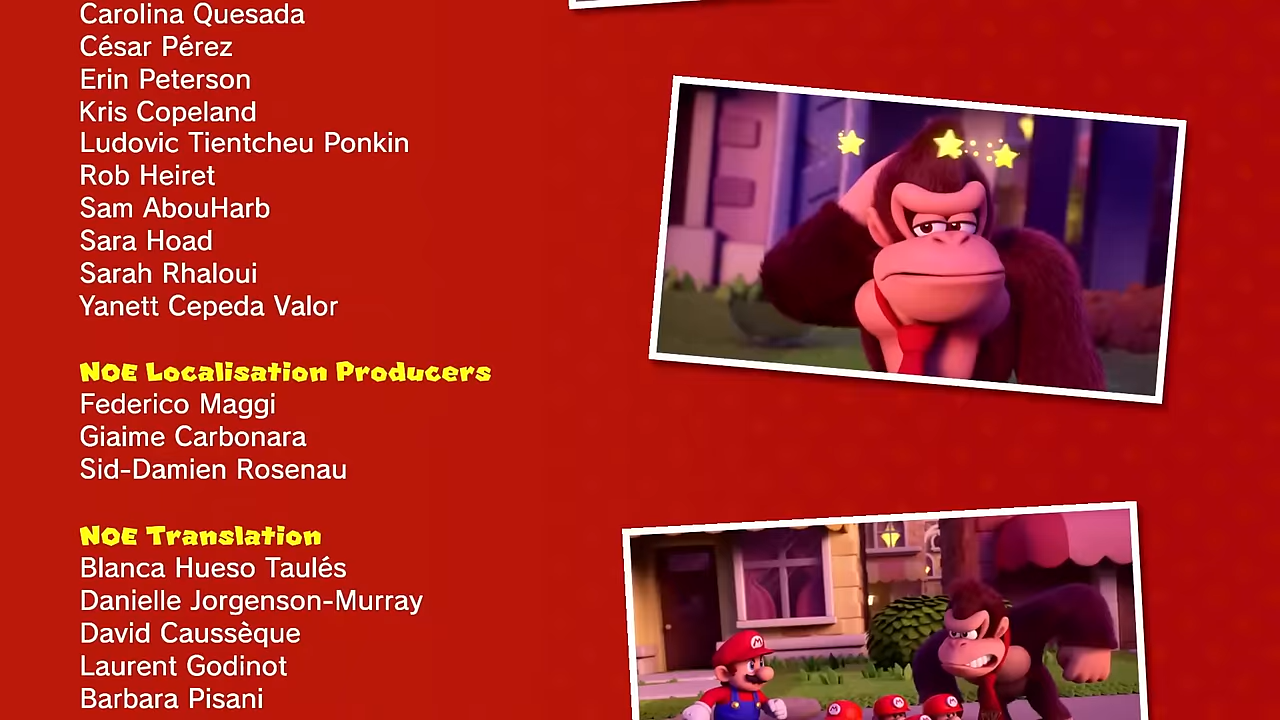 Carolina Quesada
César Pérez
Erin Peterson
Kris Copeland
Ludovic Tientcheu Ponkin
Rob Heiret
Sam AbouHarb
Sara Hoad
Sarah Rhaloui
Yanett Cepeda Valor
NOE Localisation Producers
Federico Maggi
Giaime Carbonara
Sid-Damien Rosenau
NOE Translation
Blanca Hueso Taulés
Danielle Jorgenson-Murray
David Caussèque
Laurent Godinot
Barbara Pisani